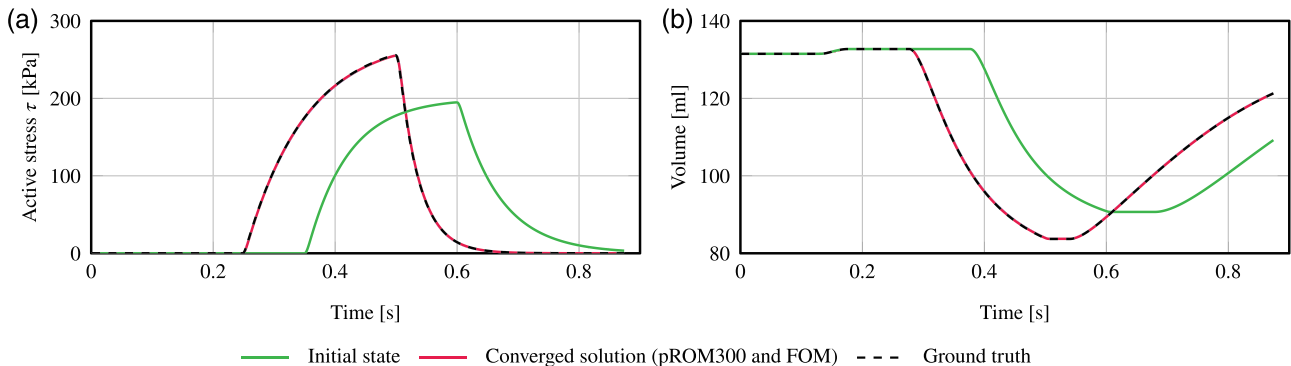 (a)
300
200
100
0
Active stress τ [kPa]
0 0.2 0.4 0.6 0.8
Time [s]
(b)
140
120
100
80
Volume [ml]
0 0.2 0.4 0.6 0.8
Time [s]
Initial state Converged solution (pROM300 and FOM) Ground truth